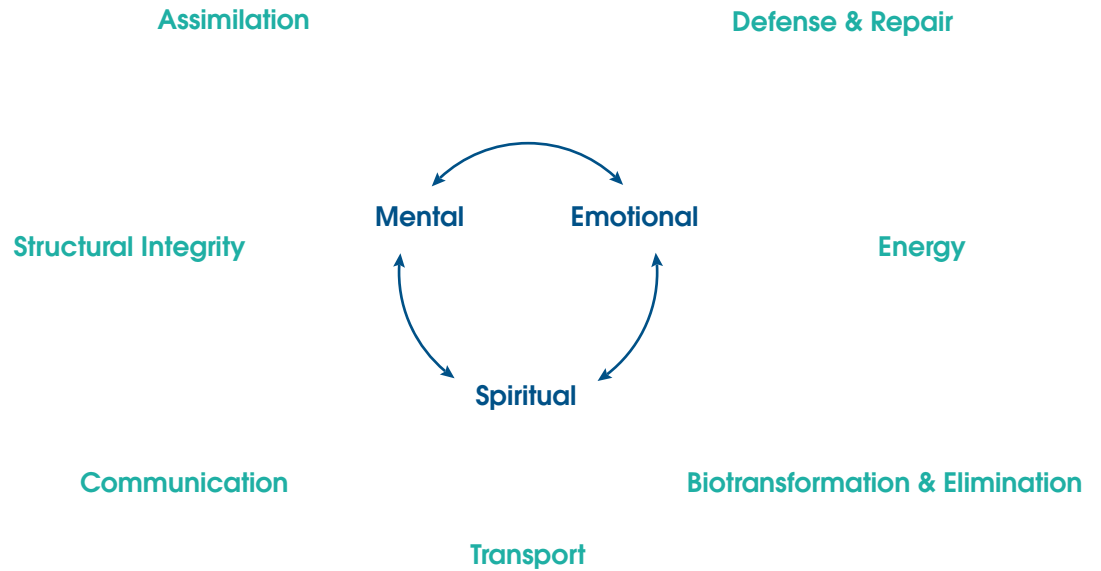 Assimilation
Defense & Repair
Mental
Emotional
Structural Integrity
Energy
Spiritual
Communication
Biotransformation & Elimination
Transport